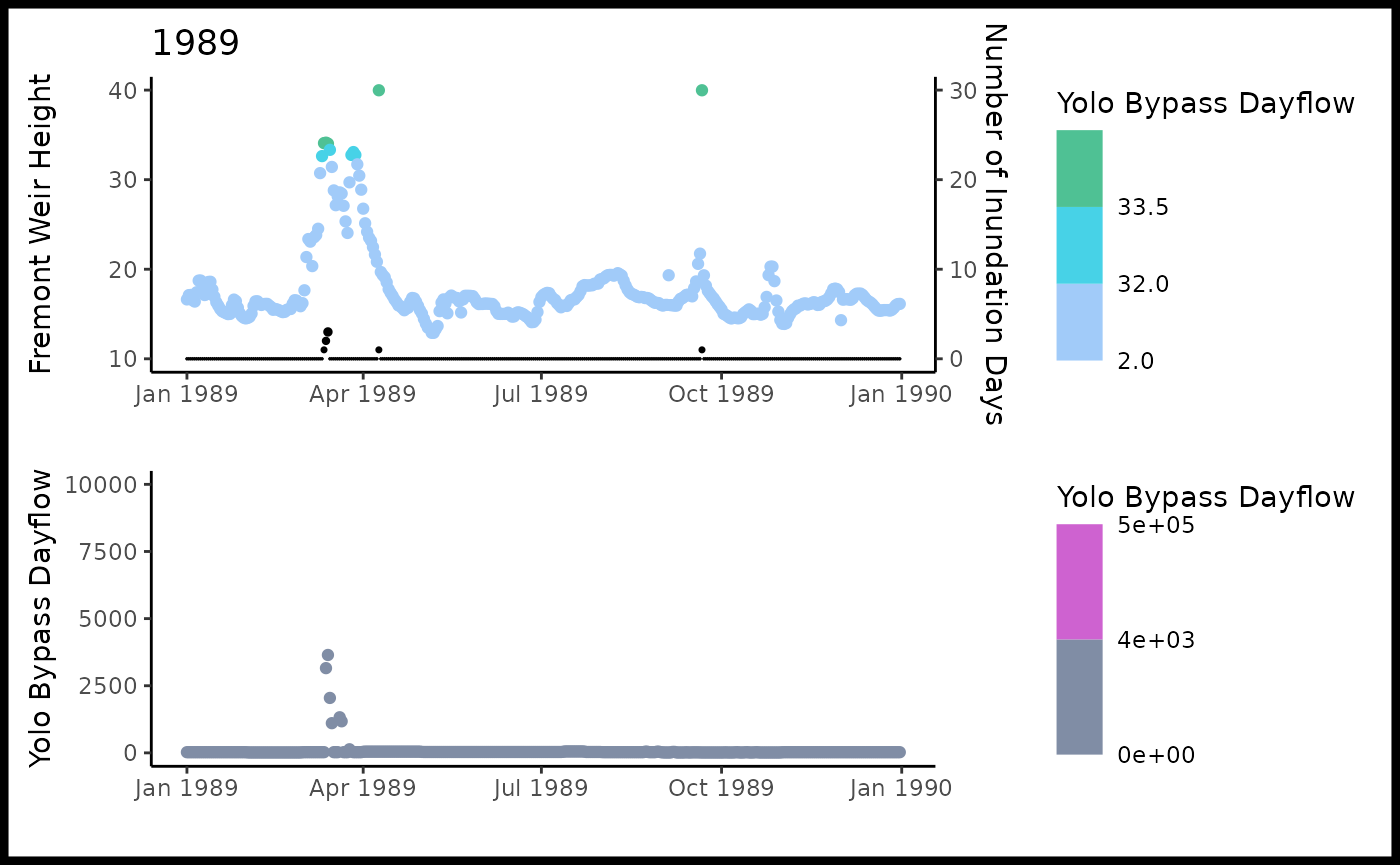 1989
Fremont Weir Height
40
30
20
10
30
20
10
0
Number of Inundation Days
Jan 1989
Apr 1989
Jul 1989
Oct 1989
Jan 1990
Yolo Bypass Dayflow
33.5
32.0
2.0
Yolo Bypass Dayflow
10000
7500
5000
2500
0
Jan 1989
Apr 1989
Jul 1989
Oct 1989
Jan 1990
Yolo Bypass Dayflow
5e+05
4e+03
0e+00